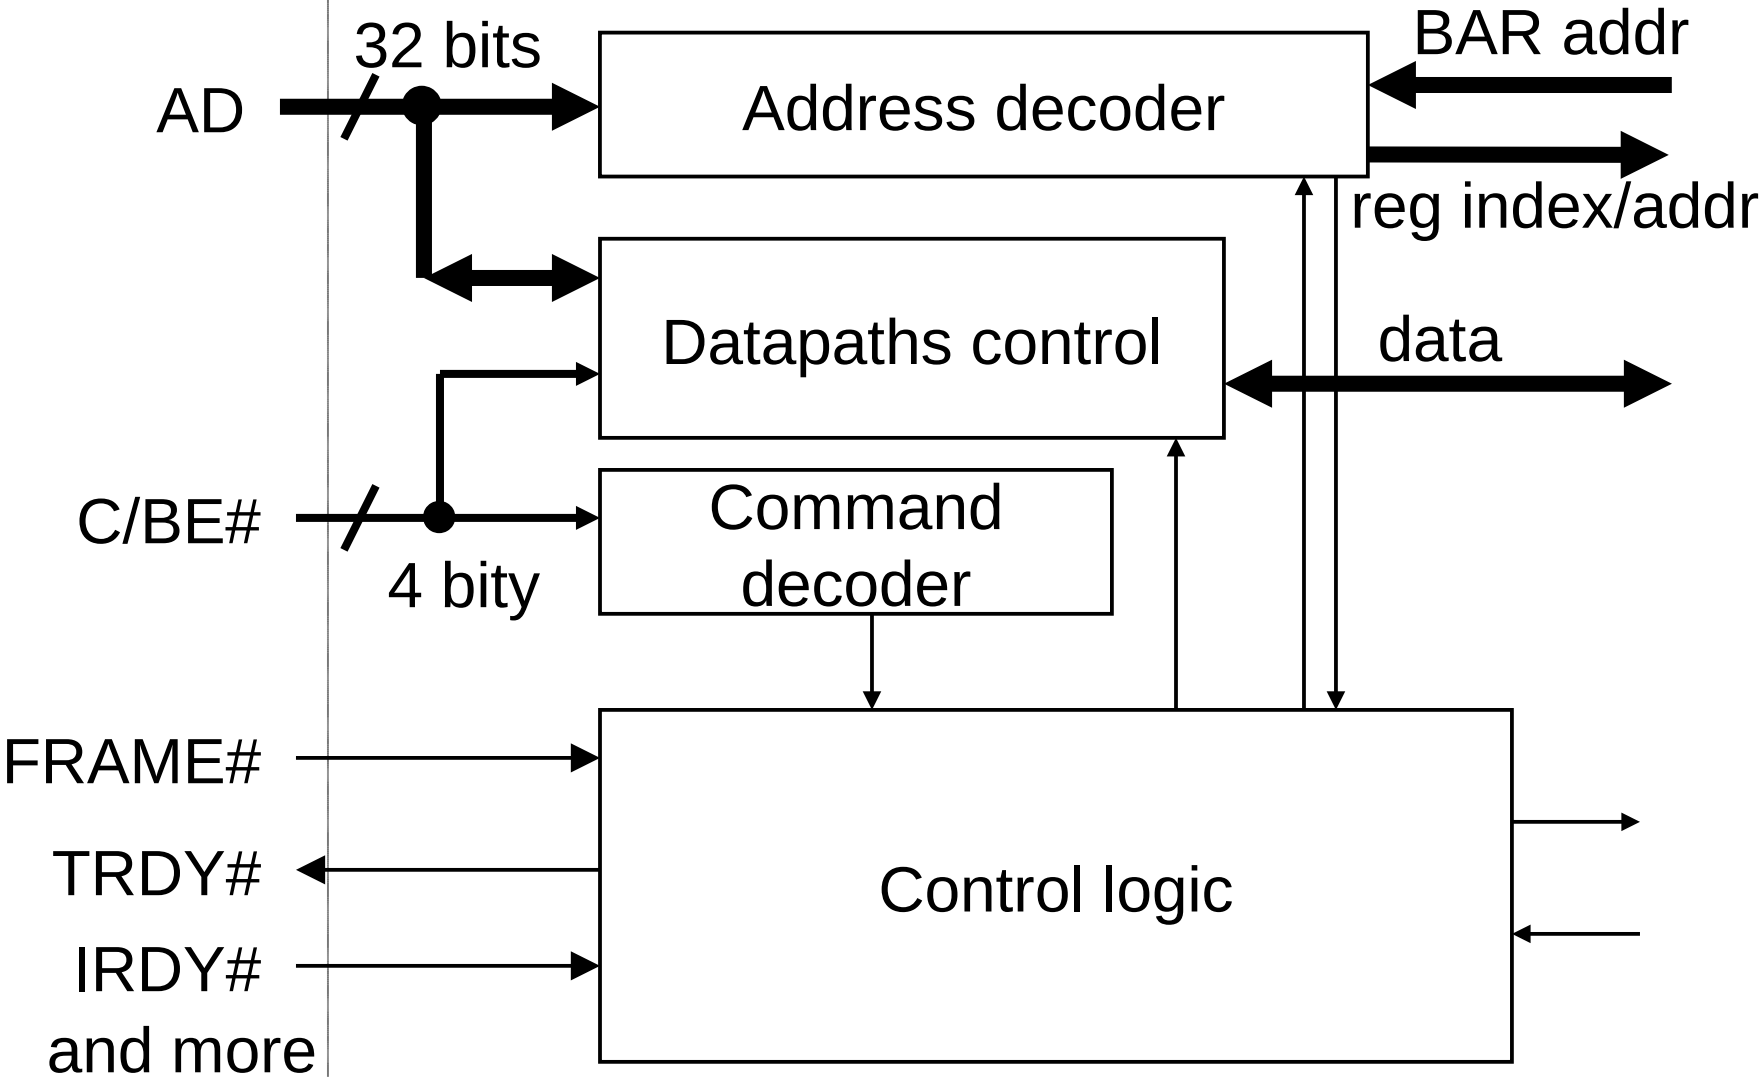 BAR addr
32 bits
AD
Address decoder
reg index/addr
Datapaths control
data
C/BE#
Command
decoder
4 bity
FRAME#
TRDY#
Control logic
IRDY#
and more